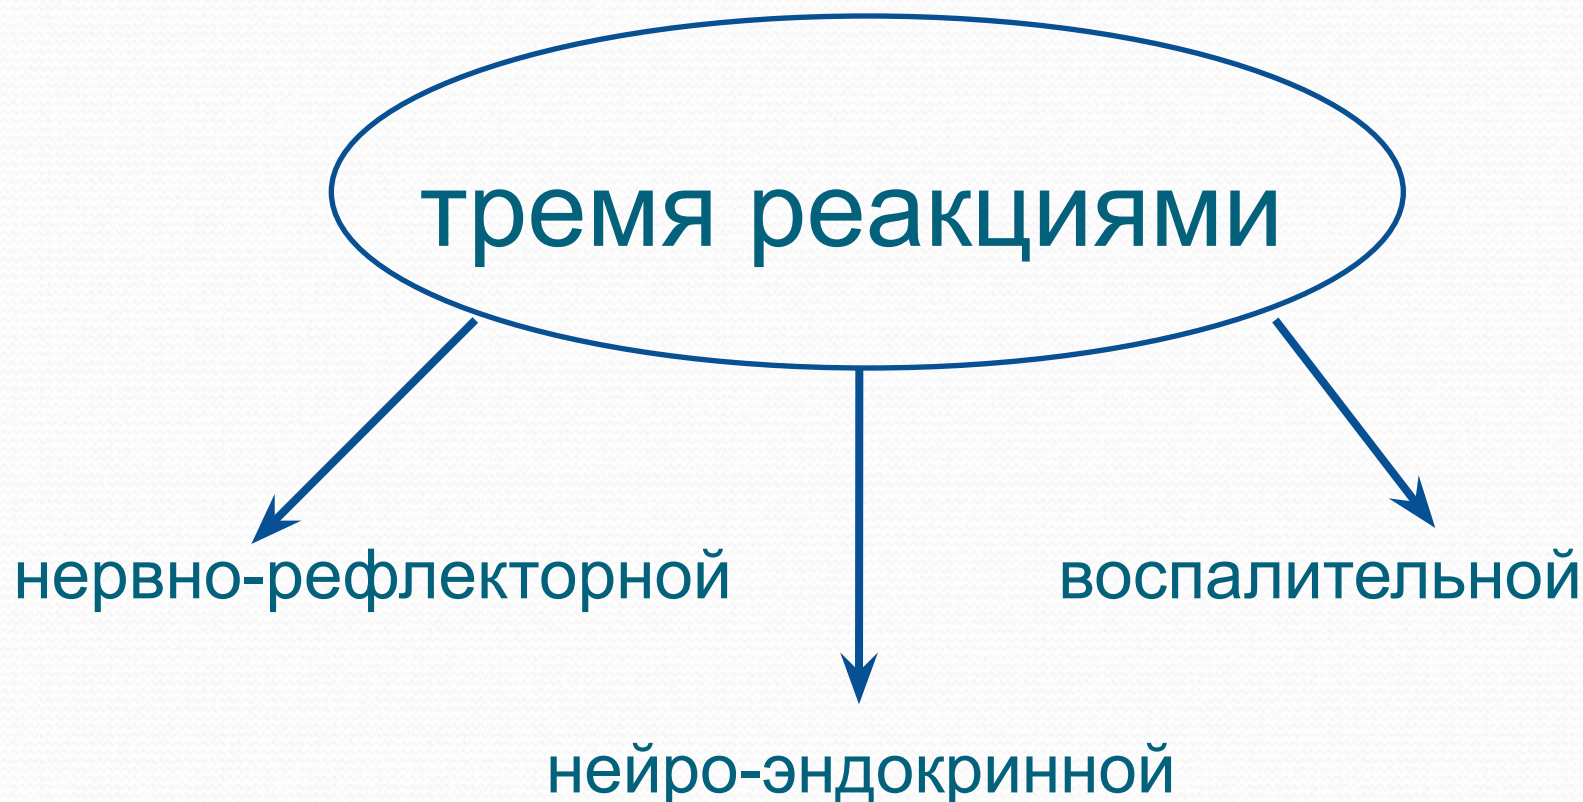 тремя реакциями
нервно-рефлекторной
воспалительной
нейро-эндокринной